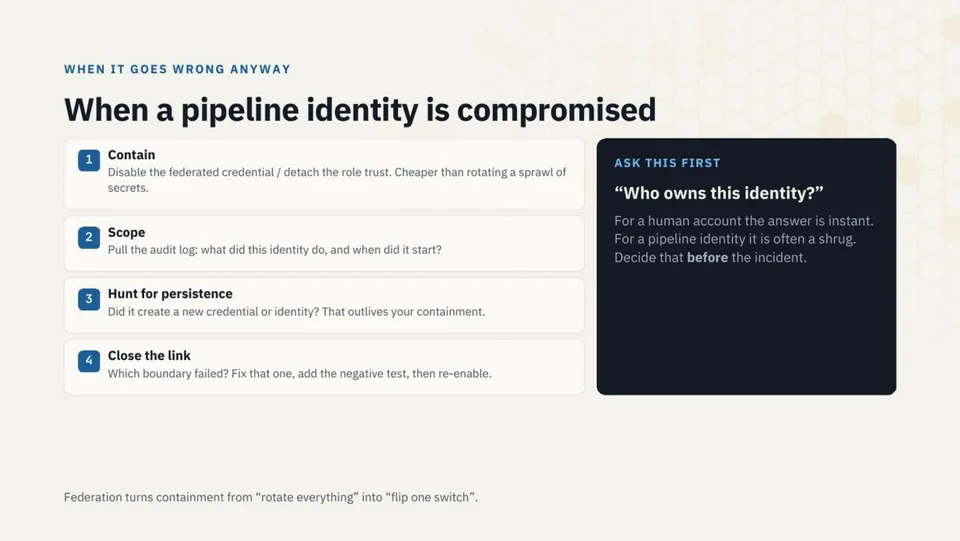 WHEN IT GOES WRONG ANYWAY
When a pipeline identity is compromised
1
Contain
Disable the federated credential / detach the role trust. Cheaper than rotating a sprawl of
secrets.
2
Scope
Pull the audit log: what did this identity do, and when did it start?
3
Hunt for persistence
Did it create a new credential or identity? That outlives your containment.
4
Close the link
Which boundary failed? Fix that one, add the negative test, then re-enable.
ASK THIS FIRST
“Who owns this identity?”
For a human account the answer is instant.
For a pipeline identity it is often a shrug.
Decide that before the incident.
Federation turns containment from “rotate everything” into “flip one switch”.